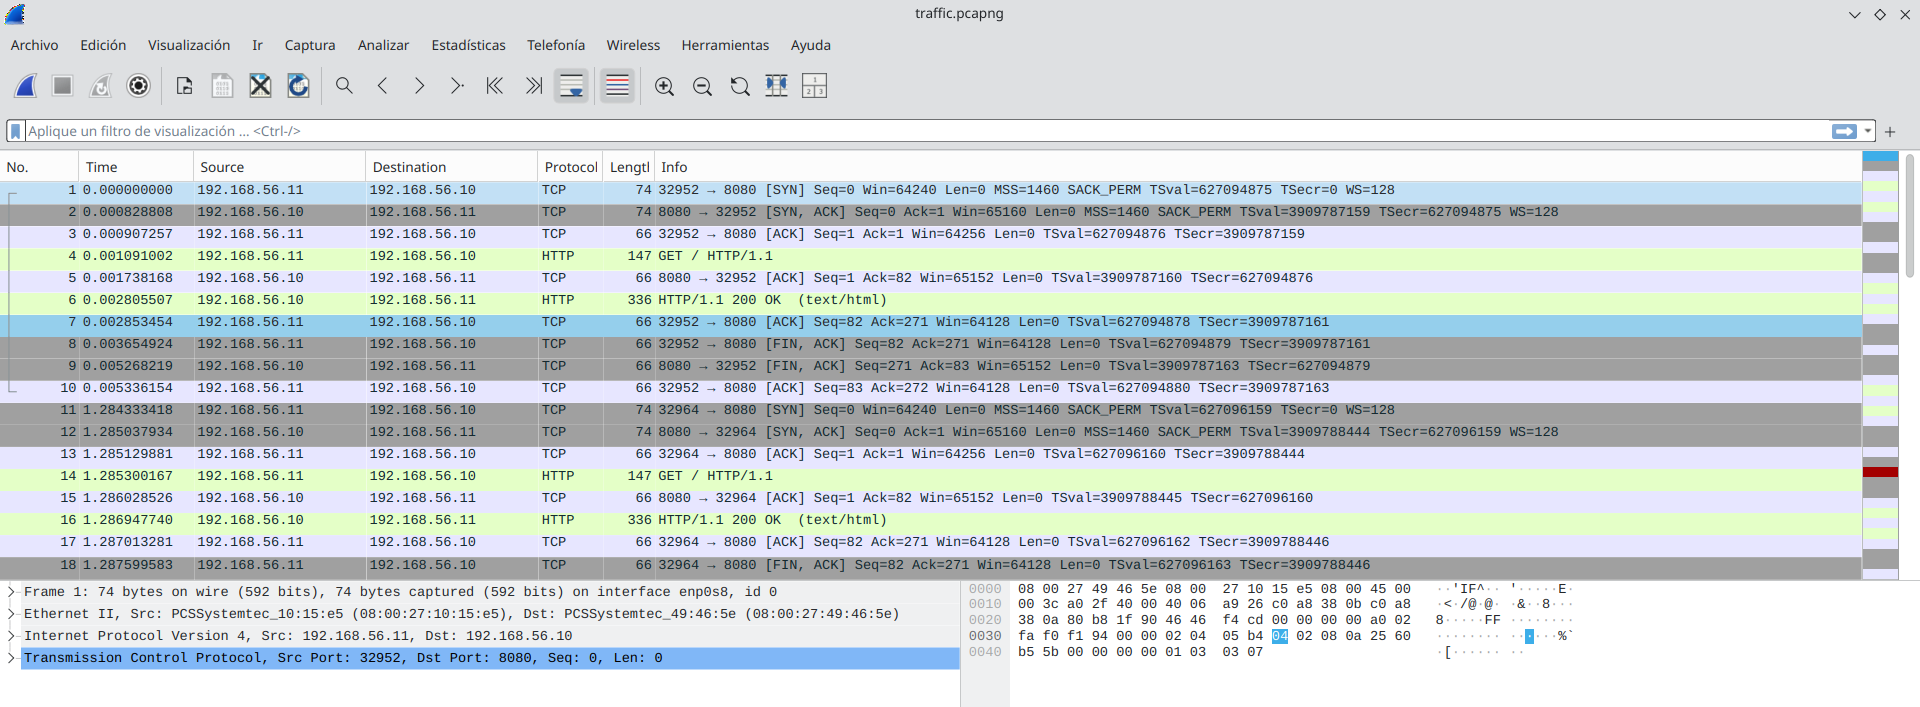 traffic.pcapng
Archivo Edición Visualización Ir Captura Analizar Estadísticas Telefonía Wireless Herramientas Ayuda
Aplique un filtro de visualización ... <Ctrl-/>
No. Time Source Destination Protocol Lengtl Info
1 0.000000000 192.168.56.11 192.168.56.10 TCP 74 32952 → 8080 [SYN] Seq=0 Win=64240 Len=0 MSS=1460 SACK_PERM TSval=627094875 TSecr=0 WS=128
2 0.000828808 192.168.56.10 192.168.56.11 TCP 74 8080 → 32952 [SYN, ACK] Seq=0 Ack=1 Win=65160 Len=0 MSS=1460 SACK_PERM TSval=3909787159 TSecr=627094875 WS=128
3 0.000907257 192.168.56.11 192.168.56.10 TCP 66 32952 → 8080 [ACK] Seq=1 Ack=1 Win=64256 Len=0 TSval=627094876 TSecr=3909787159
4 0.001091002 192.168.56.11 192.168.56.10 HTTP 147 GET / HTTP/1.1
5 0.001738168 192.168.56.10 192.168.56.11 TCP 66 8080 → 32952 [ACK] Seq=1 Ack=82 Win=65152 Len=0 TSval=3909787160 TSecr=627094876
6 0.002805507 192.168.56.10 192.168.56.11 HTTP 336 HTTP/1.1 200 OK (text/html)
7 0.002853454 192.168.56.11 192.168.56.10 TCP 66 32952 → 8080 [ACK] Seq=82 Ack=271 Win=64128 Len=0 TSval=627094878 TSecr=3909787161
8 0.003654924 192.168.56.11 192.168.56.10 TCP 66 32952 → 8080 [FIN, ACK] Seq=82 Ack=271 Win=64128 Len=0 TSval=627094879 TSecr=3909787161
9 0.005268219 192.168.56.10 192.168.56.11 TCP 66 8080 → 32952 [FIN, ACK] Seq=271 Ack=83 Win=65152 Len=0 TSval=3909787163 TSecr=627094879
10 0.005336154 192.168.56.11 192.168.56.10 TCP 66 32952 → 8080 [ACK] Seq=83 Ack=272 Win=64128 Len=0 TSval=627094880 TSecr=3909787163
11 1.284333418 192.168.56.11 192.168.56.10 TCP 74 32964 → 8080 [SYN] Seq=0 Win=64240 Len=0 MSS=1460 SACK_PERM TSval=627096159 TSecr=0 WS=128
12 1.285037934 192.168.56.10 192.168.56.11 TCP 74 8080 → 32964 [SYN, ACK] Seq=0 Ack=1 Win=65160 Len=0 MSS=1460 SACK_PERM TSval=3909788444 TSecr=627096159 WS=128
13 1.285129881 192.168.56.11 192.168.56.10 TCP 66 32964 → 8080 [ACK] Seq=1 Ack=1 Win=64256 Len=0 TSval=627096160 TSecr=3909788444
14 1.285300167 192.168.56.11 192.168.56.10 HTTP 147 GET / HTTP/1.1
15 1.286028526 192.168.56.10 192.168.56.11 TCP 66 8080 → 32964 [ACK] Seq=1 Ack=82 Win=65152 Len=0 TSval=3909788445 TSecr=627096160
16 1.286947740 192.168.56.10 192.168.56.11 HTTP 336 HTTP/1.1 200 OK (text/html)
17 1.287013281 192.168.56.11 192.168.56.10 TCP 66 32964 → 8080 [ACK] Seq=82 Ack=271 Win=64128 Len=0 TSval=627096162 TSecr=3909788446
18 1.287599583 192.168.56.11 192.168.56.10 TCP 66 32964 → 8080 [FIN, ACK] Seq=82 Ack=271 Win=64128 Len=0 TSval=627096163 TSecr=3909788446
Frame 1: 74 bytes on wire (592 bits), 74 bytes captured (592 bits) on interface enp0s8, id 0
Ethernet II, Src: PCSSystemtec_10:15:e5 (08:00:27:10:15:e5), Dst: PCSSystemtec_49:46:5e (08:00:27:49:46:5e)
Internet Protocol Version 4, Src: 192.168.56.11, Dst: 192.168.56.10
Transmission Control Protocol, Src Port: 32952, Dst Port: 8080, Seq: 0, Len: 0
0000 08 00 27 49 46 5e 08 00 27 10 15 e5 08 00 45 00 ··'IF^·· '·····E·
0010 00 3c a0 2f 40 00 40 06 a9 26 c0 a8 38 0b c0 a8 ·<·/@·@· ·&··8···
0020 38 0a 80 b8 1f 90 46 46 f4 cd 00 00 00 00 a0 02 8·····FF ········
0030 fa f0 f1 94 00 00 02 04 05 b4 04 02 08 0a 25 60 ········ ······%`
0040 b5 5b 00 00 00 00 01 03 03 07 ·[······ ··